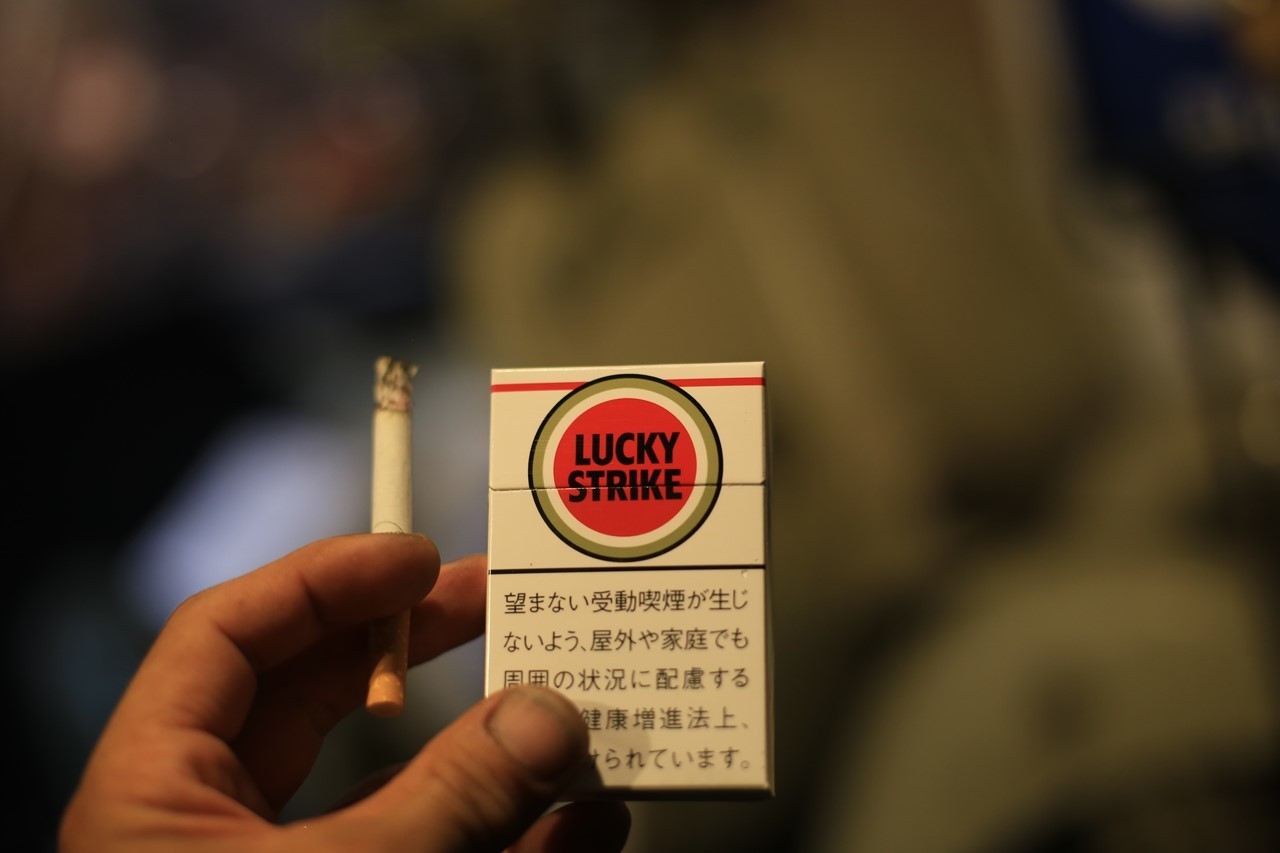 LUCKY
STRIKE
望まない受動喫煙が生じ
ないよう、屋外や家庭でも
周囲の状況に配慮する
健康増進法上、
られています。